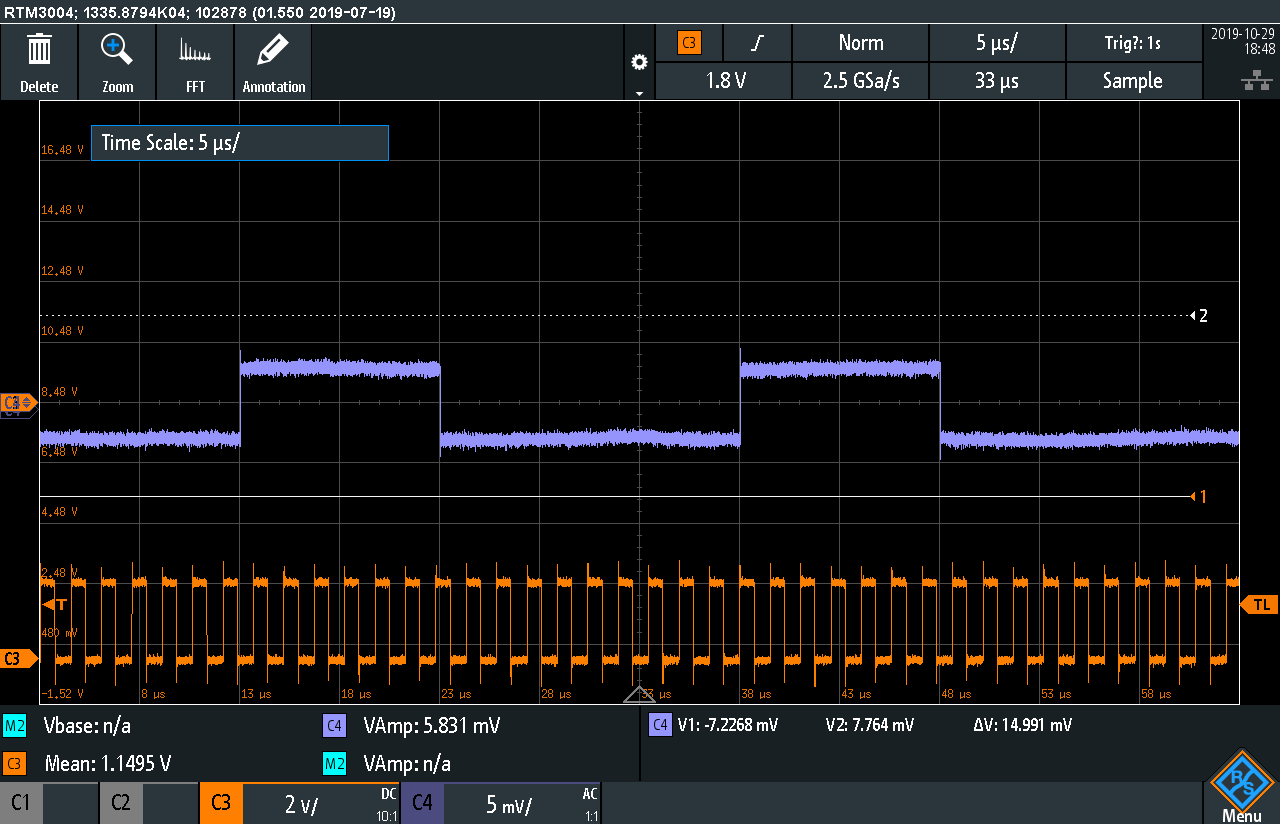 RTM3004; 1335.8794K04; 102878 (01.550 2019-07-19)
Delete
Zoom
FFT
Annotation
C3
Norm
5 µs/
Trig?: 1s
1.8 V
2.5 GSa/s
33 µs
Sample
2019-10-29
18:48
Time Scale: 5 µs/
16,48 V
14,48 V
12,48 V
10,48 V
2
8,48 V
C4
6,48 V
1
4,48 V
2,48 V
T
TL
480 mV
C3
-1,52 V
8 µs
13 µs
18 µs
23 µs
28 µs
33 µs
38 µs
43 µs
48 µs
53 µs
58 µs
M2 Vbase: n/a
C4 VAmp: 5.831 mV
C4 V1: -7.2268 mV V2: 7.764 mV ΔV: 14.991 mV
C3 Mean: 1.1495 V
M2 VAmp: n/a
C1
C2
C3 2 V/ DC 10:1
C4 5 mV/ AC 1:1
R S
Menu